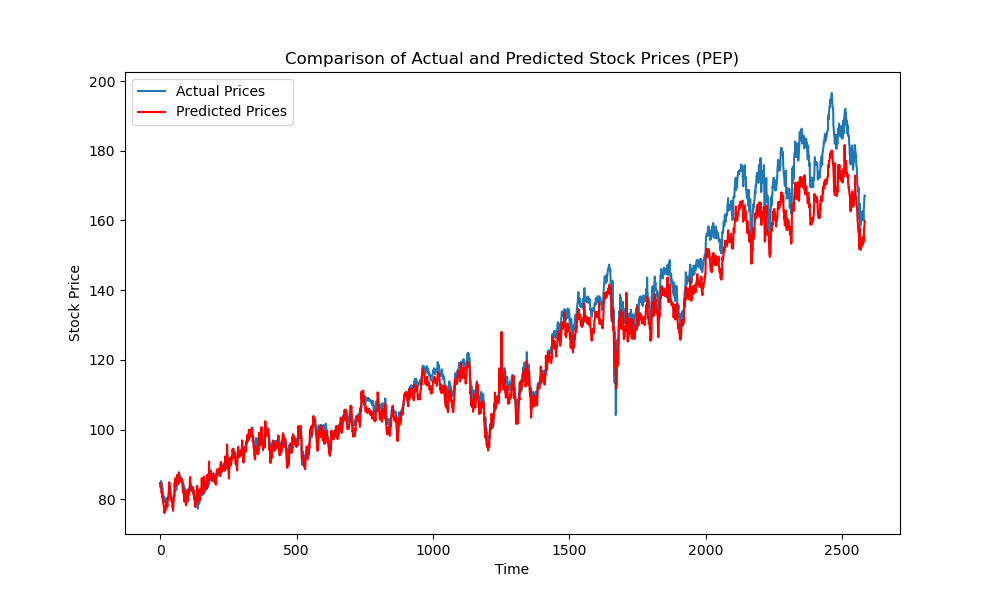 Comparison of Actual and Predicted Stock Prices (PEP)
Actual Prices
Predicted Prices
200
180
160
140
120
100
80
Stock Price
0 500 1000 1500 2000 2500
Time